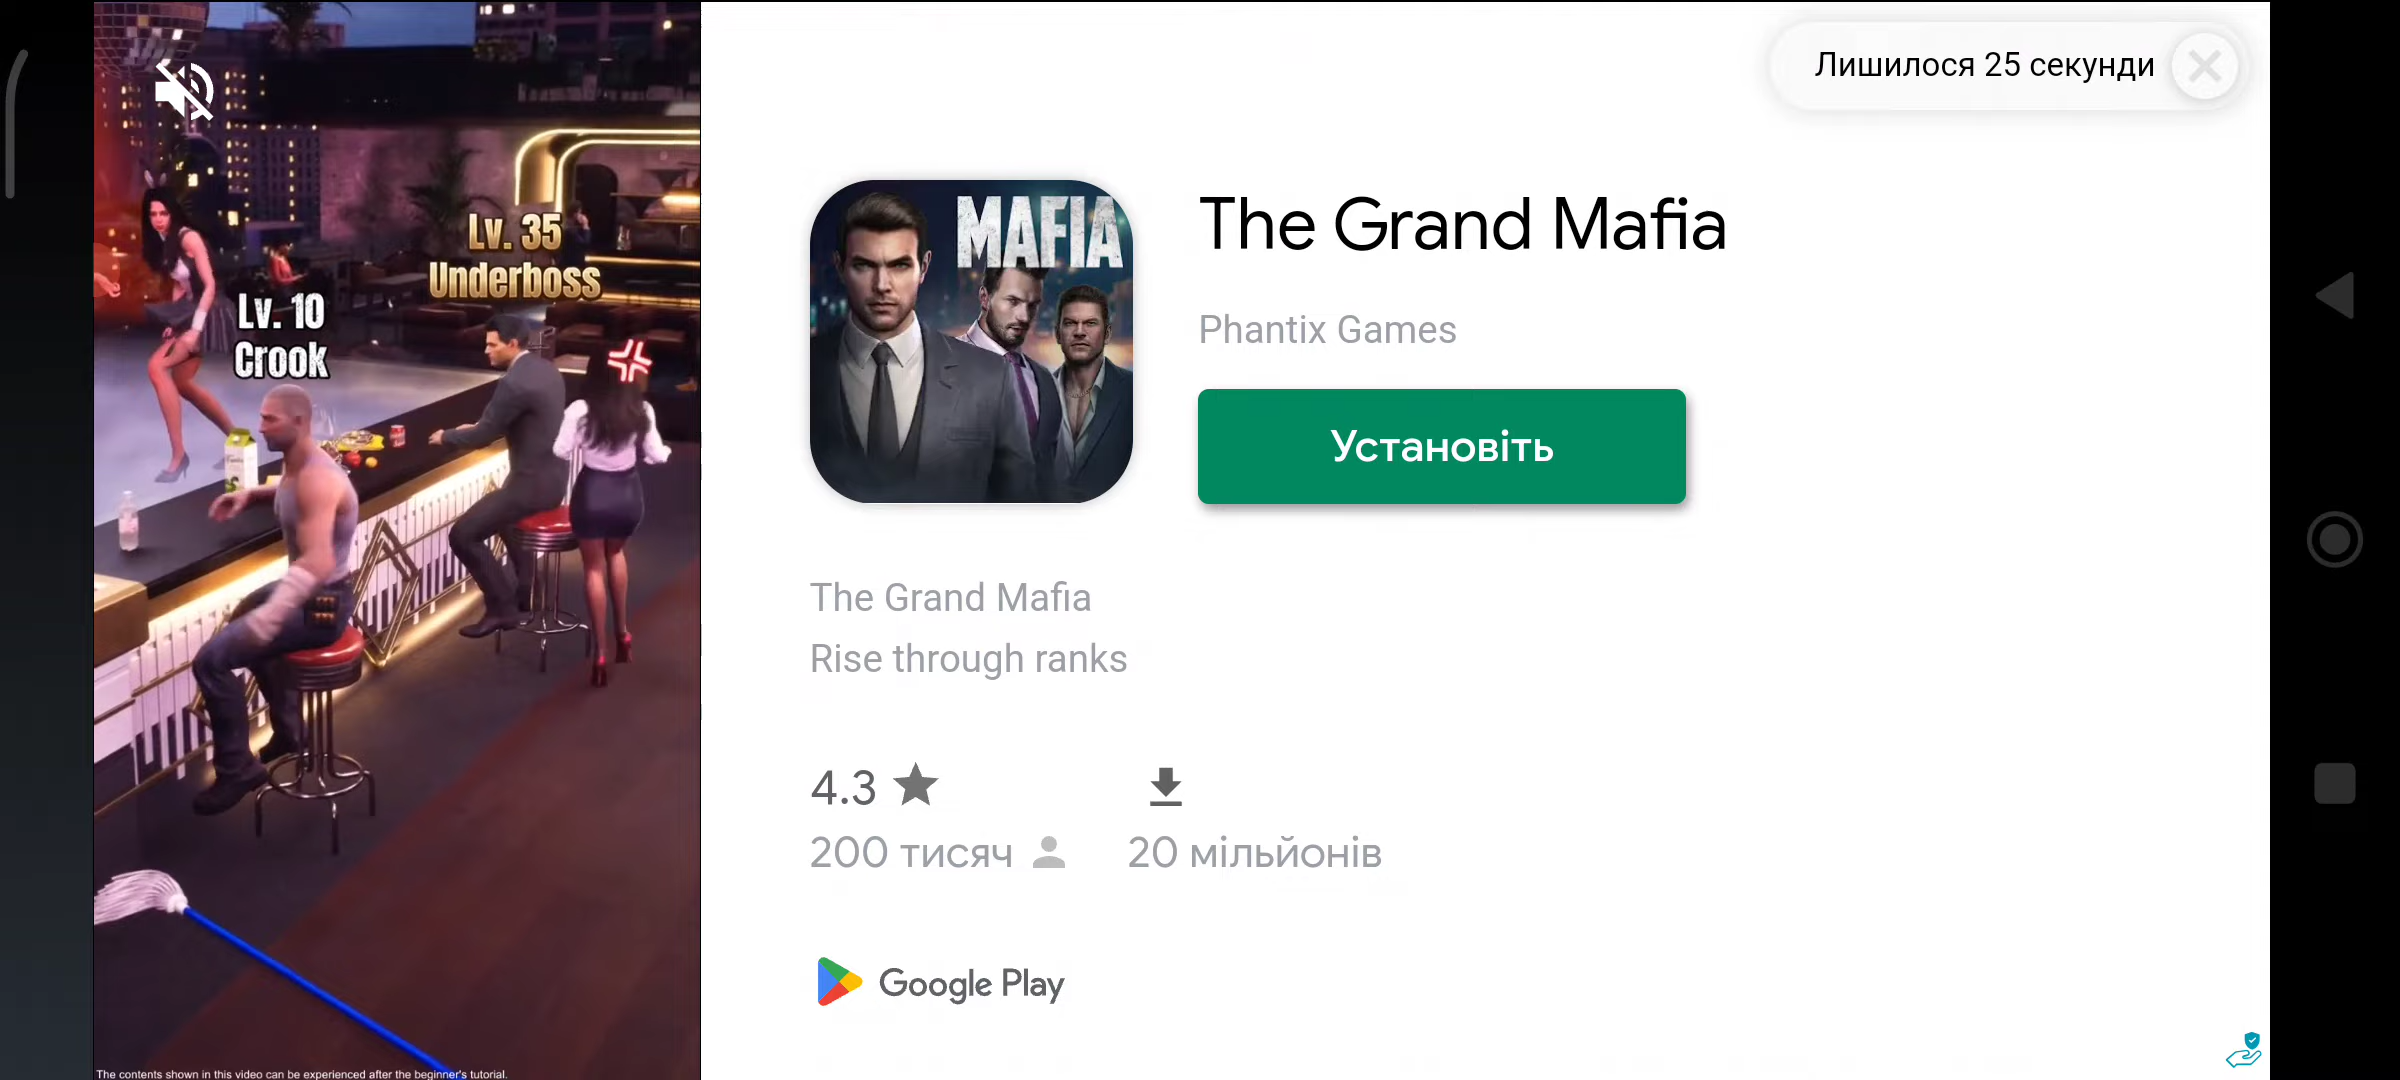 Лишилося 25 секунди
Lv. 35
Underboss
Lv. 10
Crook
MAFIA
The Grand Mafia
Phantix Games
Установіть
The Grand Mafia
Rise through ranks
4.3
200 тисяч
20 мільйонів
Google Play
The contents shown in this video can be experienced after the beginner's tutorial.